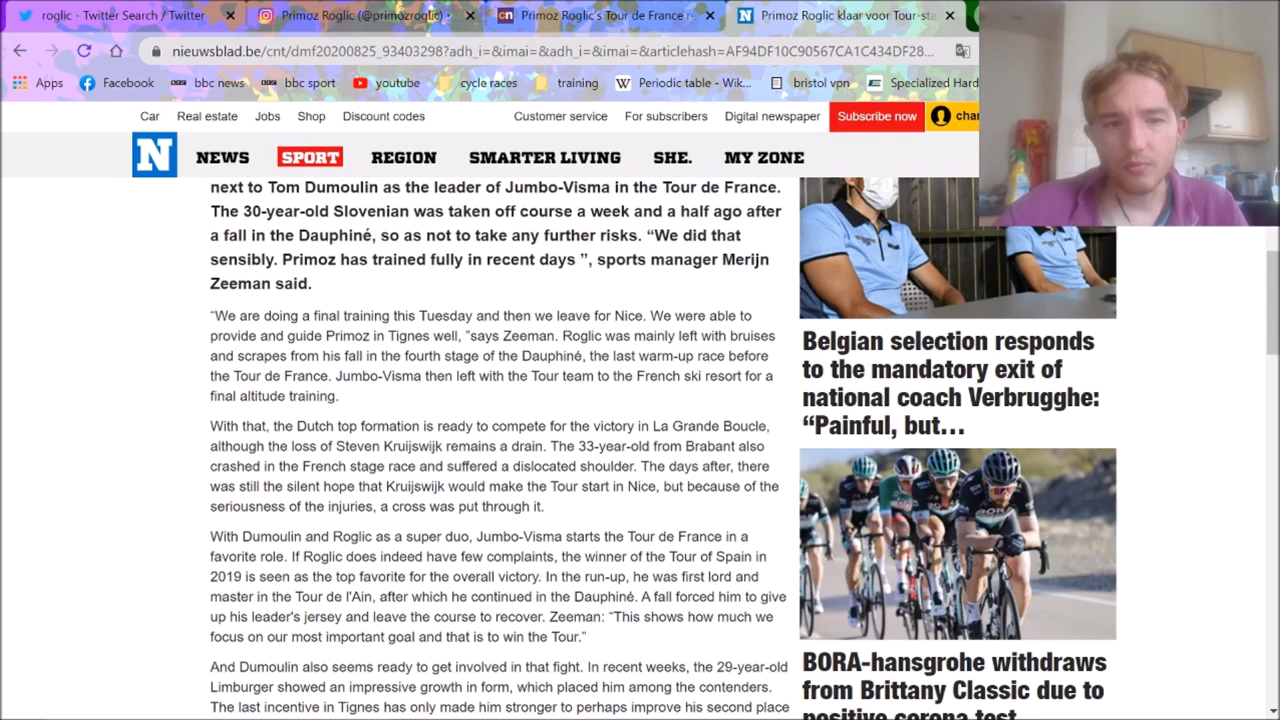 roglic - Twitter Search / Twitter
Primoz Roglic (@primozroglic) •
Primoz Roglic's Tour de France r
Primoz Roglic klaar voor Tour-sta
nieuwsblad.be/cnt/dmf20200825_93403298?adh_i=&imai=&adh_i=&imai=&articlehash=AF94DF10C90567CA1C434DF28...
Apps Facebook bbc news bbc sport youtube cycle races training Periodic table - Wik... bristol vpn Specialized Hard
Car Real estate Jobs Shop Discount codes Customer service For subscribers Digital newspaper Subscribe now char
N NEWS SPORT REGION SMARTER LIVING SHE. MY ZONE
next to Tom Dumoulin as the leader of Jumbo-Visma in the Tour de France.
The 30-year-old Slovenian was taken off course a week and a half ago after
a fall in the Dauphiné, so as not to take any further risks. “We did that
sensibly. Primoz has trained fully in recent days ”, sports manager Merijn
Zeeman said.
“We are doing a final training this Tuesday and then we leave for Nice. We were able to
provide and guide Primoz in Tignes well, ”says Zeeman. Roglic was mainly left with bruises
and scrapes from his fall in the fourth stage of the Dauphiné, the last warm-up race before
the Tour de France. Jumbo-Visma then left with the Tour team to the French ski resort for a
final altitude training.
With that, the Dutch top formation is ready to compete for the victory in La Grande Boucle,
although the loss of Steven Kruijswijk remains a drain. The 33-year-old from Brabant also
crashed in the French stage race and suffered a dislocated shoulder. The days after, there
was still the silent hope that Kruijswijk would make the Tour start in Nice, but because of the
seriousness of the injuries, a cross was put through it.
With Dumoulin and Roglic as a super duo, Jumbo-Visma starts the Tour de France in a
favorite role. If Roglic does indeed have few complaints, the winner of the Tour of Spain in
2019 is seen as the top favorite for the overall victory. In the run-up, he was first lord and
master in the Tour de l'Ain, after which he continued in the Dauphiné. A fall forced him to give
up his leader's jersey and leave the course to recover. Zeeman: “This shows how much we
focus on our most important goal and that is to win the Tour.”
And Dumoulin also seems ready to get involved in that fight. In recent weeks, the 29-year-old
Limburger showed an impressive growth in form, which placed him among the contenders.
The last incentive in Tignes has only made him stronger to perhaps improve his second place
Belgian selection responds
to the mandatory exit of
national coach Verbrugghe:
“Painful, but…
BORA
BORA-hansgrohe withdraws
from Brittany Classic due to
positive corona test